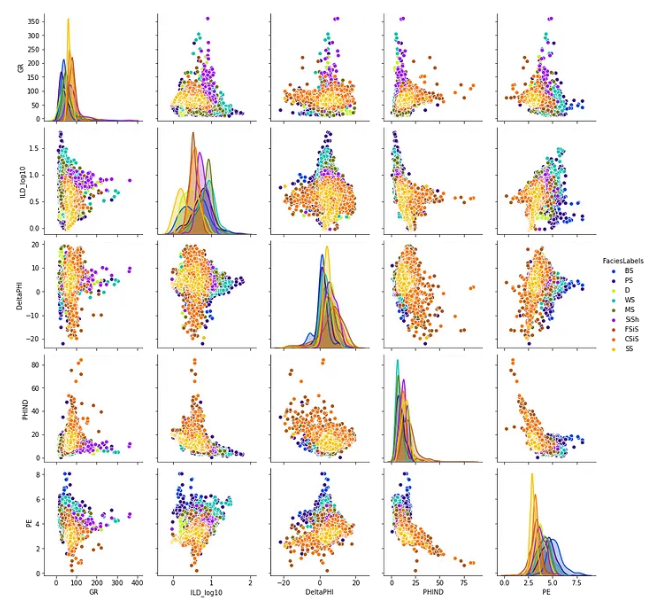 350
300
250
200
150
100
50
0
GR
1.5
1.0
0.5
0.0
ILD_log10
20
10
0
−10
−20
DeltaPHI
FaciesLabels
BS
PS
D
WS
MS
SiSh
FSiS
CSiS
SS
80
60
40
20
0
PHIND
8
6
4
2
0
PE
0 100 200 300 400
0 1 2
−20 0 20
0 25 50 75
0.0 2.5 5.0 7.5
GR ILD_log10 DeltaPHI PHIND PE